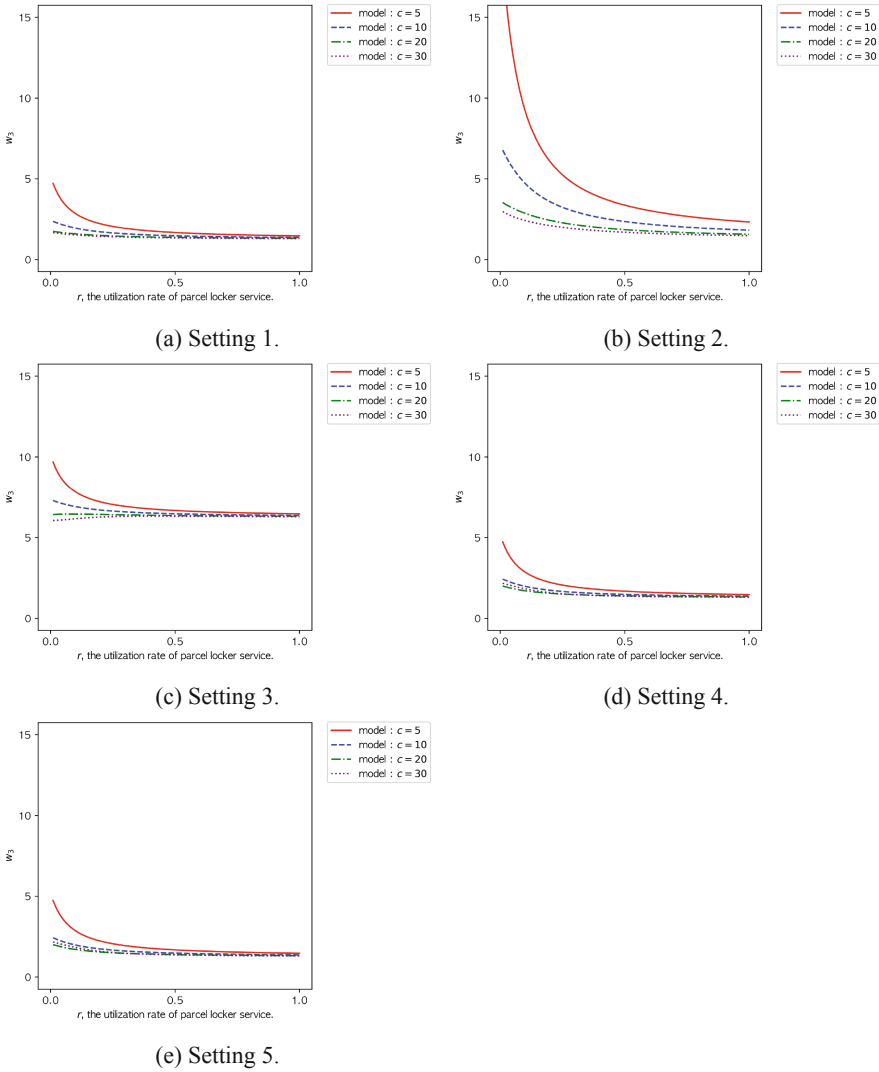 15
10
5
0
w₃
0.0
0.5
1.0
r, the utilization rate of parcel locker service.
model : c = 5
model : c = 10
model : c = 20
model : c = 30
(a) Setting 1.
15
10
5
0
w₃
0.0
0.5
1.0
r, the utilization rate of parcel locker service.
model : c = 5
model : c = 10
model : c = 20
model : c = 30
(b) Setting 2.
15
10
5
0
w₃
0.0
0.5
1.0
r, the utilization rate of parcel locker service.
model : c = 5
model : c = 10
model : c = 20
model : c = 30
(c) Setting 3.
15
10
5
0
w₃
0.0
0.5
1.0
r, the utilization rate of parcel locker service.
model : c = 5
model : c = 10
model : c = 20
model : c = 30
(d) Setting 4.
15
10
5
0
w₃
0.0
0.5
1.0
r, the utilization rate of parcel locker service.
model : c = 5
model : c = 10
model : c = 20
model : c = 30
(e) Setting 5.